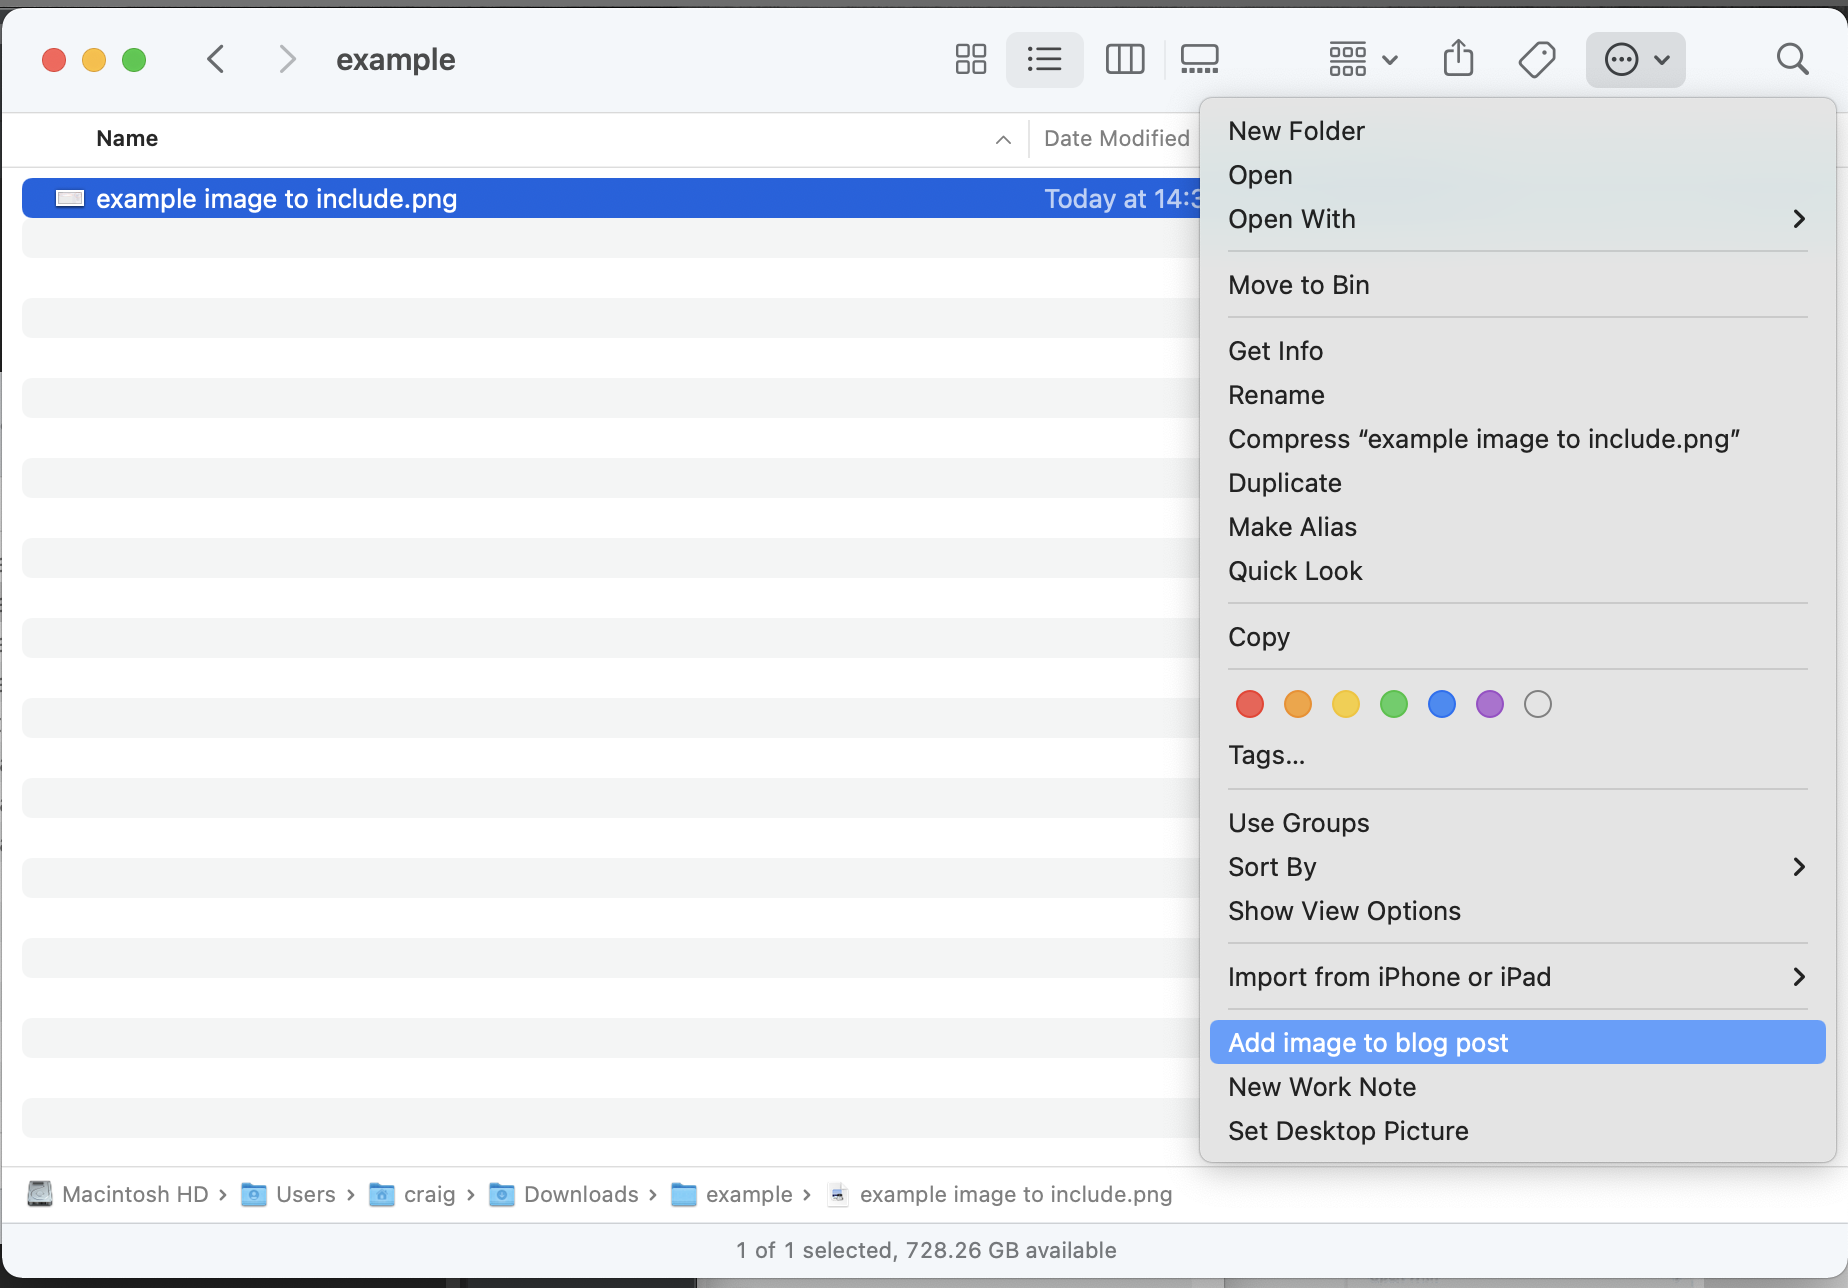 example
Name
Date Modified
example image to include.png
Today at 14:3
New Folder
Open
Open With
Move to Bin
Get Info
Rename
Compress “example image to include.png”
Duplicate
Make Alias
Quick Look
Copy
Tags...
Use Groups
Sort By
Show View Options
Import from iPhone or iPad
Add image to blog post
New Work Note
Set Desktop Picture
Macintosh HD › Users › craig › Downloads › example › example image to include.png
1 of 1 selected, 728.26 GB available